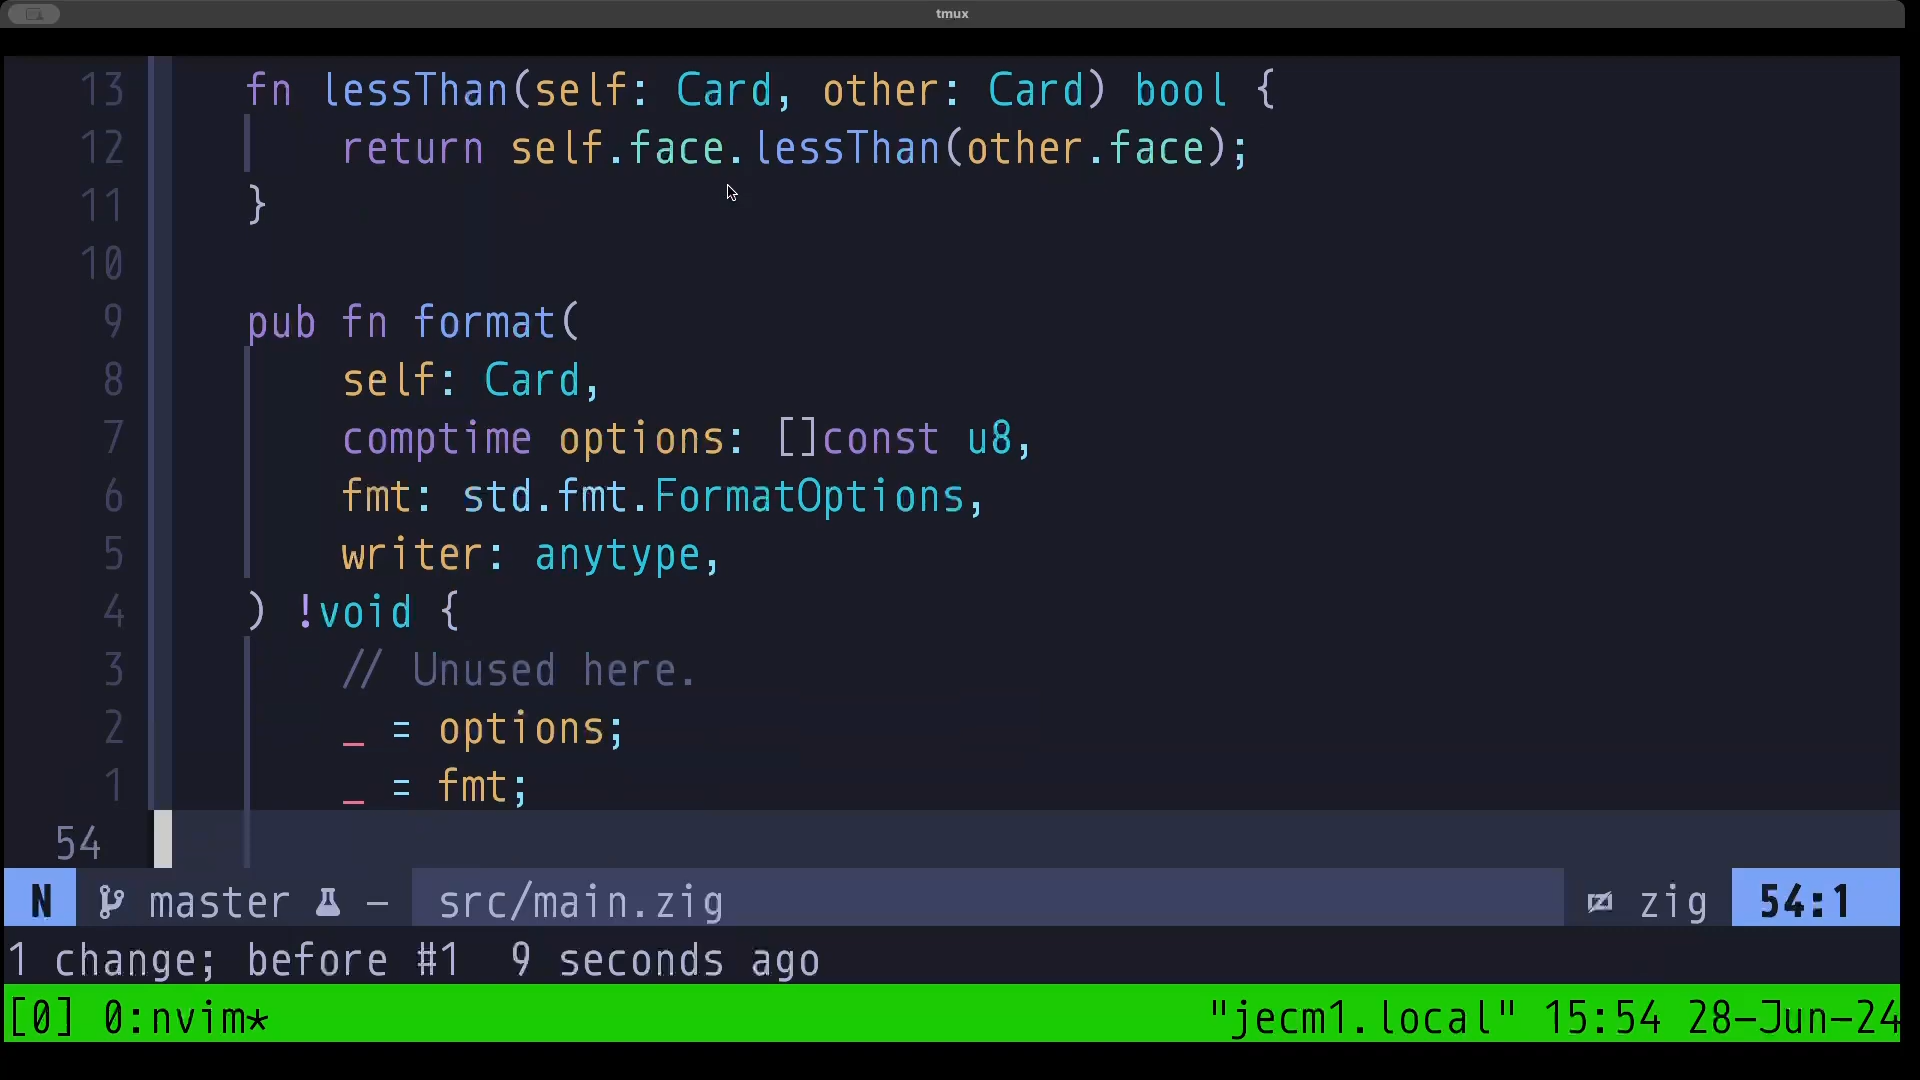 tmux
13 fn lessThan(self: Card, other: Card) bool {
12 return self.face.lessThan(other.face);
11 }
10
9 pub fn format(
8 self: Card,
7 comptime options: []const u8,
6 fmt: std.fmt.FormatOptions,
5 writer: anytype,
4 ) !void {
3 // Unused here.
2 _ = options;
1 _ = fmt;
54
N master – src/main.zig zig 54:1
1 change; before #1 9 seconds ago
[0] 0:nvim* "jecm1.local" 15:54 28-Jun-24